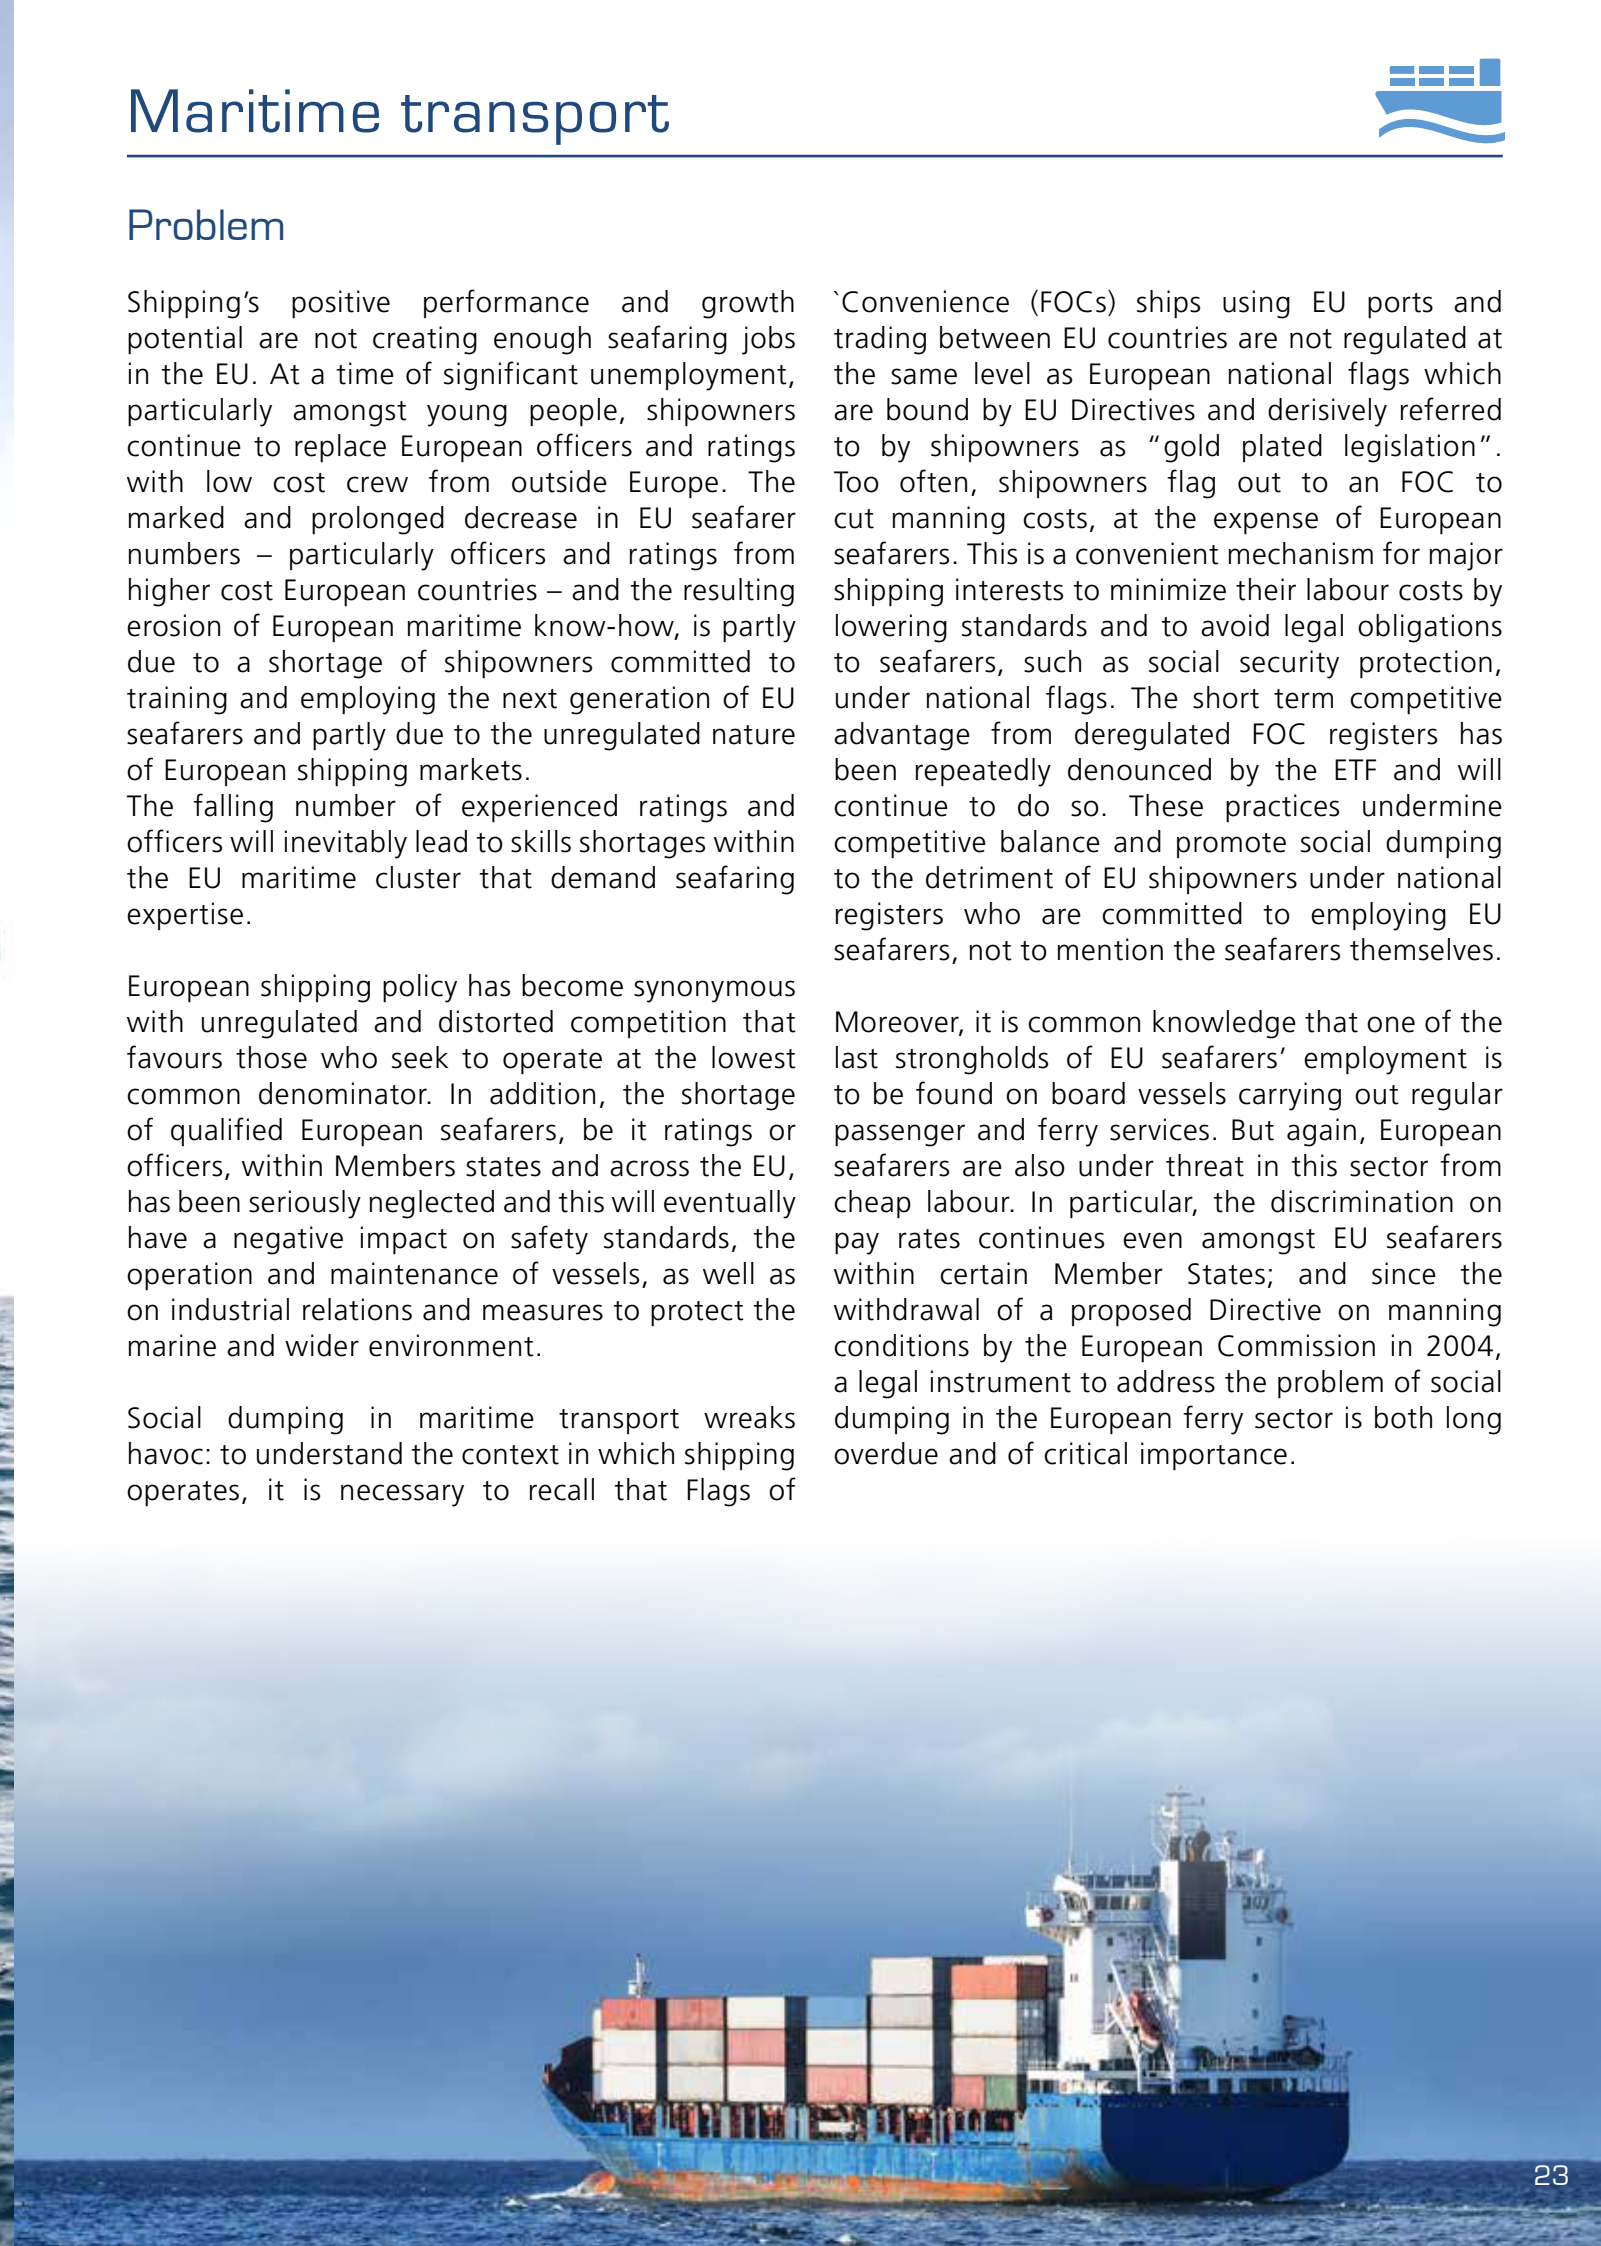 Maritime transport
Problem
Shipping’s positive performance and growth
potential are not creating enough seafaring jobs
in the EU. At a time of significant unemployment,
particularly amongst young people, shipowners
continue to replace European officers and ratings
with low cost crew from outside Europe. The
marked and prolonged decrease in EU seafarer
numbers – particularly officers and ratings from
higher cost European countries – and the resulting
erosion of European maritime know-how, is partly
due to a shortage of shipowners committed to
training and employing the next generation of EU
seafarers and partly due to the unregulated nature
of European shipping markets.
The falling number of experienced ratings and
officers will inevitably lead to skills shortages within
the EU maritime cluster that demand seafaring
expertise.
European shipping policy has become synonymous
with unregulated and distorted competition that
favours those who seek to operate at the lowest
common denominator. In addition, the shortage
of qualified European seafarers, be it ratings or
officers, within Members states and across the EU,
has been seriously neglected and this will eventually
have a negative impact on safety standards, the
operation and maintenance of vessels, as well as
on industrial relations and measures to protect the
marine and wider environment.
Social dumping in maritime transport wreaks
havoc: to understand the context in which shipping
operates, it is necessary to recall that Flags of
`Convenience (FOCs) ships using EU ports and
trading between EU countries are not regulated at
the same level as European national flags which
are bound by EU Directives and derisively referred
to by shipowners as “gold plated legislation”.
Too often, shipowners flag out to an FOC to
cut manning costs, at the expense of European
seafarers. This is a convenient mechanism for major
shipping interests to minimize their labour costs by
lowering standards and to avoid legal obligations
to seafarers, such as social security protection,
under national flags. The short term competitive
advantage from deregulated FOC registers has
been repeatedly denounced by the ETF and will
continue to do so. These practices undermine
competitive balance and promote social dumping
to the detriment of EU shipowners under national
registers who are committed to employing EU
seafarers, not to mention the seafarers themselves.
Moreover, it is common knowledge that one of the
last strongholds of EU seafarers’ employment is
to be found on board vessels carrying out regular
passenger and ferry services. But again, European
seafarers are also under threat in this sector from
cheap labour. In particular, the discrimination on
pay rates continues even amongst EU seafarers
within certain Member States; and since the
withdrawal of a proposed Directive on manning
conditions by the European Commission in 2004,
a legal instrument to address the problem of social
dumping in the European ferry sector is both long
overdue and of critical importance.
23